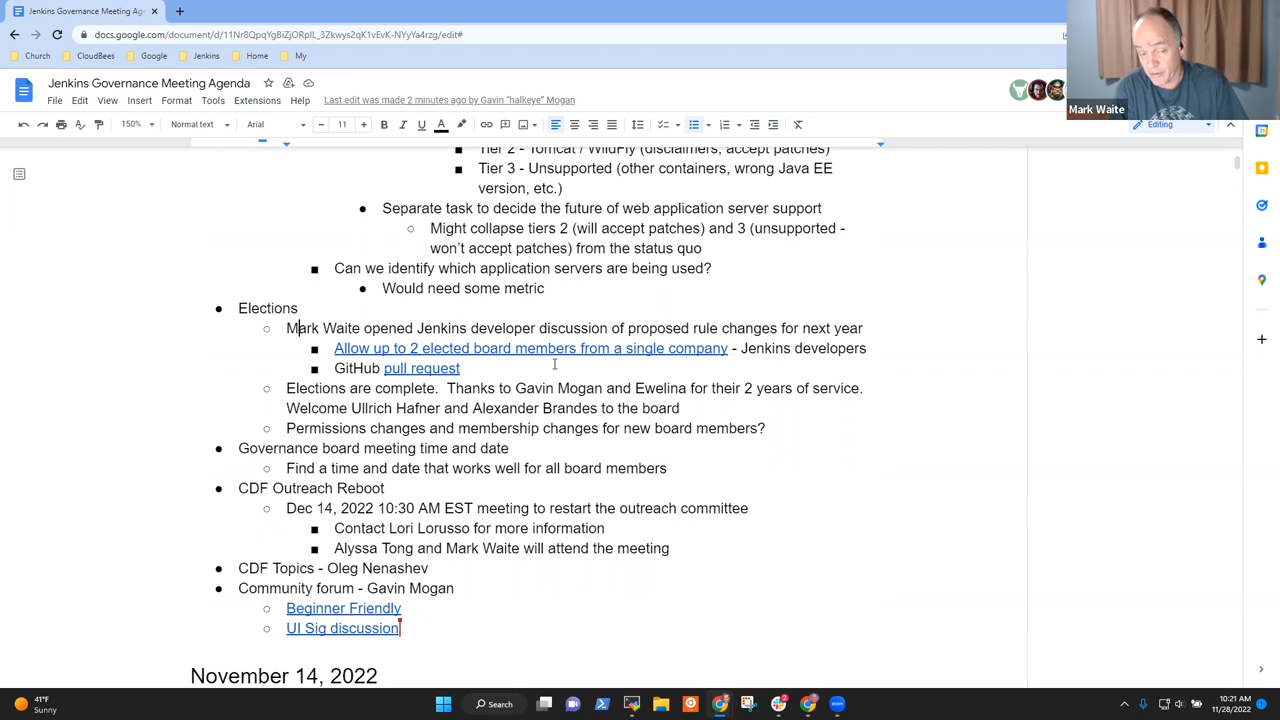 Jenkins Governance Meeting Age
docs.google.com/document/d/11Nr8QpqYgBiZjORplL_3Zkwys2qK1vEvK-NYyYa4rzg/edit#
Church
CloudBees
Google
Jenkins
Home
My
Mark Waite
Jenkins Governance Meeting Agenda
File Edit View Insert Format Tools Extensions Help Last edit was made 2 minutes ago by Gavin "halkeye" Mogan
150% Normal text Arial 11 Editing
Tier 2 - Tomcat / WildFly (disclaimers, accept patches)
Tier 3 - Unsupported (other containers, wrong Java EE
version, etc.)
Separate task to decide the future of web application server support
Might collapse tiers 2 (will accept patches) and 3 (unsupported -
won't accept patches) from the status quo
Can we identify which application servers are being used?
Would need some metric
Elections
Mark Waite opened Jenkins developer discussion of proposed rule changes for next year
Allow up to 2 elected board members from a single company - Jenkins developers
GitHub pull request
Elections are complete. Thanks to Gavin Mogan and Ewelina for their 2 years of service.
Welcome Ullrich Hafner and Alexander Brandes to the board
Permissions changes and membership changes for new board members?
Governance board meeting time and date
Find a time and date that works well for all board members
CDF Outreach Reboot
Dec 14, 2022 10:30 AM EST meeting to restart the outreach committee
Contact Lori Lorusso for more information
Alyssa Tong and Mark Waite will attend the meeting
CDF Topics - Oleg Nenashev
Community forum - Gavin Mogan
Beginner Friendly
UI Sig discussion
November 14, 2022
41°F
Sunny
Search
10:21 AM
11/28/2022